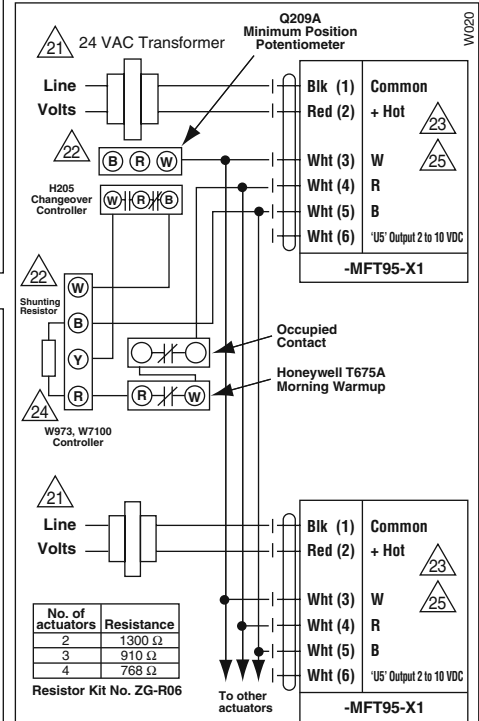 W020
Q209A
Minimum Position
Potentiometer
21
24 VAC Transformer
Line
Volts
Blk (1) Common
Red (2) + Hot
23
22
B R W
Wht (3) W
25
Wht (4) R
Wht (5) B
Wht (6) 'U5' Output 2 to 10 VDC
-MFT95-X1
H205
Changeover
Controller
W R B
22
Shunting
Resistor
W
B
Y
R
24
W973, W7100
Controller
Occupied
Contact
Honeywell T675A
Morning Warmup
R W
21
Line
Volts
Blk (1) Common
Red (2) + Hot
23
Wht (3) W
25
Wht (4) R
Wht (5) B
Wht (6) 'U5' Output 2 to 10 VDC
-MFT95-X1
No. of
actuators Resistance
2 1300 Ω
3 910 Ω
4 768 Ω
Resistor Kit No. ZG-R06
To other
actuators